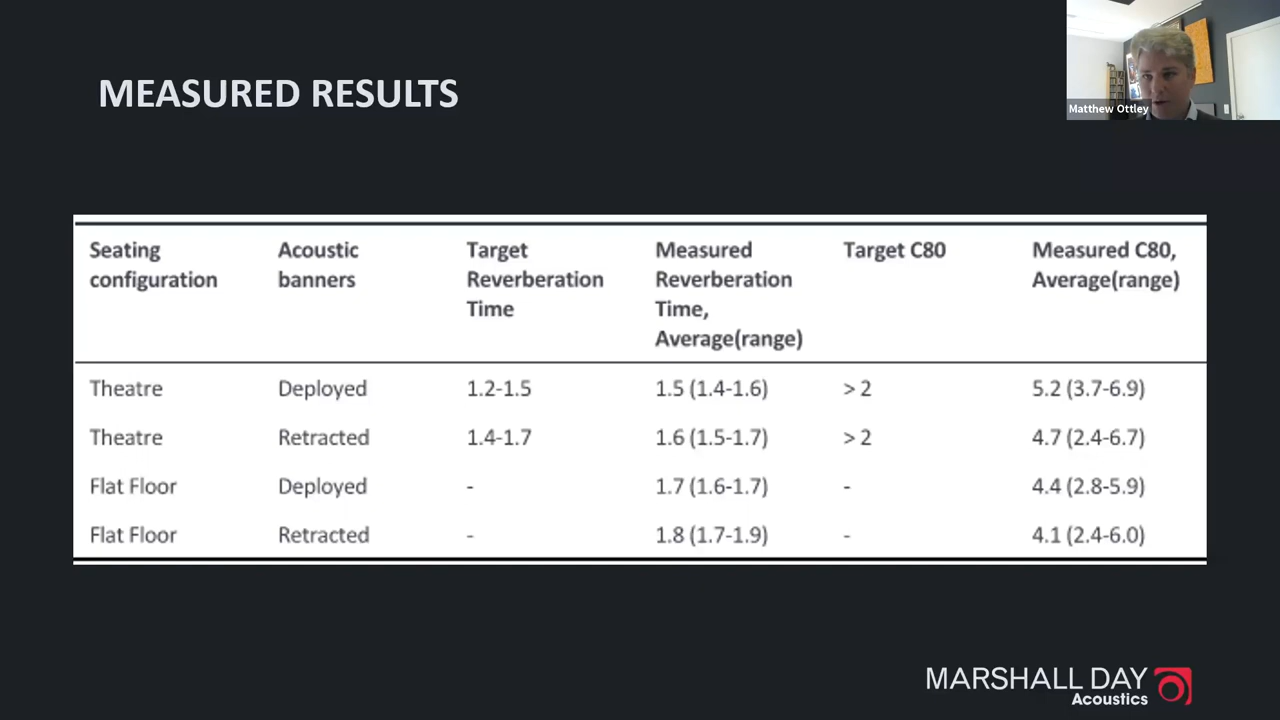 MEASURED RESULTS
Matthew Ottley
Seating configuration
Acoustic banners
Target Reverberation Time
Measured Reverberation Time, Average(range)
Target C80
Measured C80, Average(range)
Theatre Deployed 1.2-1.5 1.5 (1.4-1.6) > 2 5.2 (3.7-6.9)
Theatre Retracted 1.4-1.7 1.6 (1.5-1.7) > 2 4.7 (2.4-6.7)
Flat Floor Deployed - 1.7 (1.6-1.7) - 4.4 (2.8-5.9)
Flat Floor Retracted - 1.8 (1.7-1.9) - 4.1 (2.4-6.0)
MARSHALL DAY
Acoustics